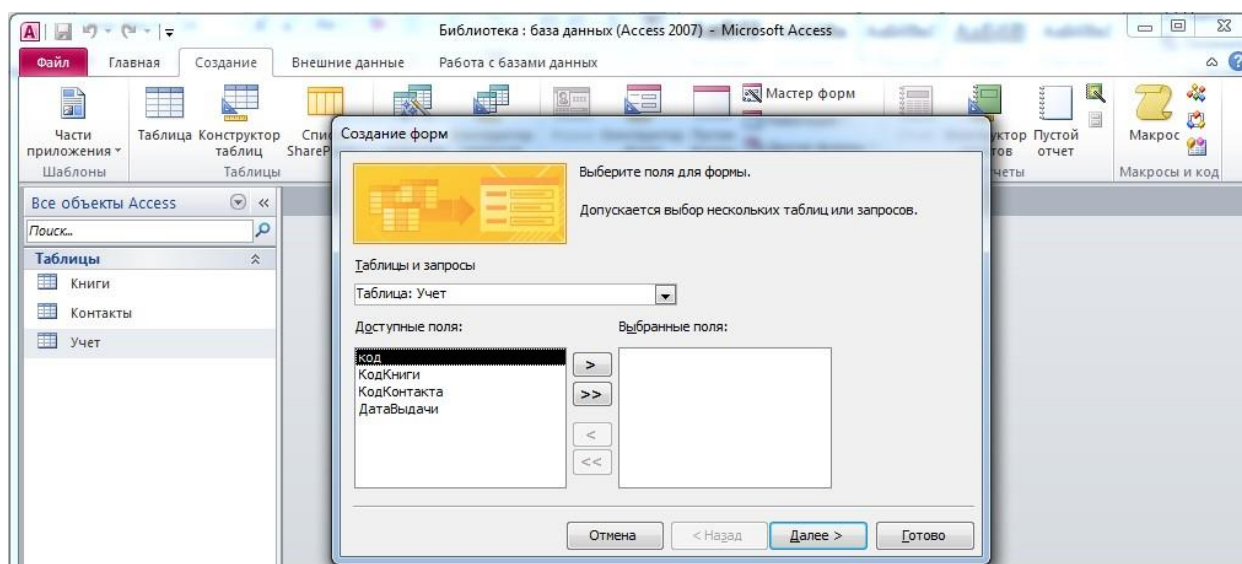 Библиотека : база данных (Access 2007) - Microsoft Access
Файл Главная Создание Внешние данные Работа с базами данных
Части приложения
Таблица
Конструктор таблиц
Мастер форм
Пустой отчет
Макрос
Шаблоны
Таблицы
Макросы и код
Все объекты Access
Поиск...
Таблицы
Книги
Контакты
Учет
Создание форм
Выберите поля для формы.
Допускается выбор нескольких таблиц или запросов.
Таблицы и запросы
Таблица: Учет
Доступные поля:
Выбранные поля:
код
КодКниги
КодКонтакта
ДатаВыдачи
>
>>
<
<<
Отмена
< Назад
Далее >
Готово